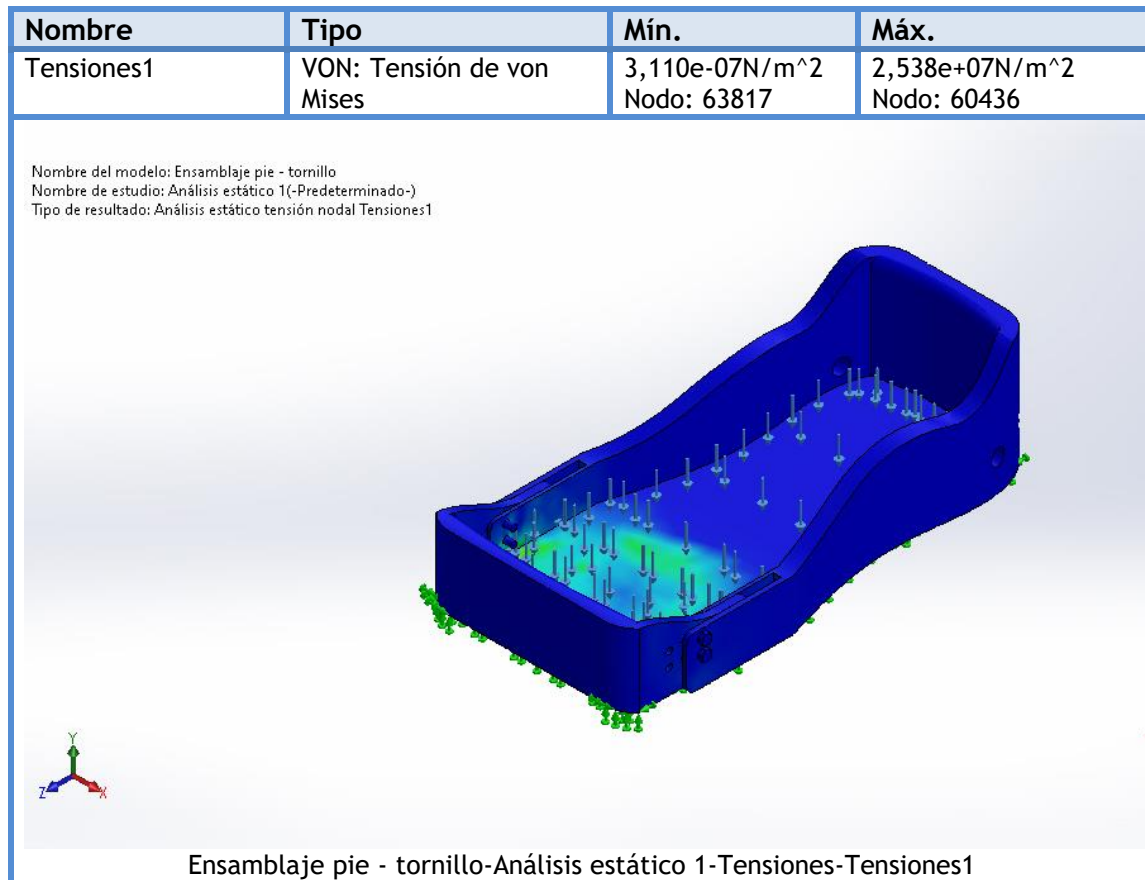 Nombre Tipo Mín. Máx.
Tensiones1 VON: Tensión de von Mises 3,110e-07N/m^2 Nodo: 63817 2,538e+07N/m^2 Nodo: 60436
Nombre del modelo: Ensamblaje pie - tornillo
Nombre de estudio: Análisis estático 1(-Predeterminado-)
Tipo de resultado: Análisis estático tensión nodal Tensiones1
Y
Z X
Ensamblaje pie - tornillo-Análisis estático 1-Tensiones-Tensiones1